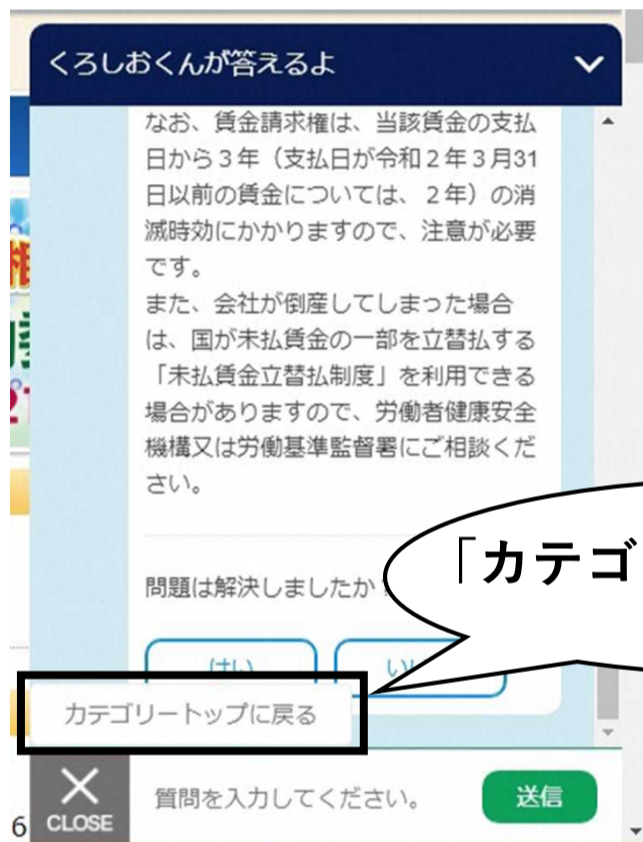 くろしおくんが答えるよ
なお、賃金請求権は、当該賃金の支払
日から３年（支払日が令和２年３月31
日以前の賃金については、２年）の消
滅時効にかかりますので、注意が必要
です。
また、会社が倒産してしまった場合
は、国が未払賃金の一部を立替払する
「未払賃金立替払制度」を利用できる
場合がありますので、労働者健康安全
機構又は労働基準監督署にご相談くだ
さい。
「カテゴ
問題は解決しましたか
はい
カテゴリートップに戻る
CLOSE
質問を入力してください。
送信
6